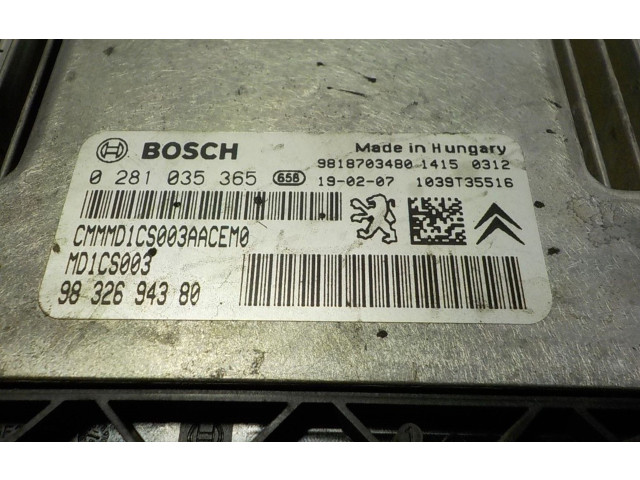 BOSCH
Made in Hungary
9818703480 1415 0312
0 281 035 365 658 19-02-07 1039T35516
CMMMD1CS003AACEM0
MD1CS003
98 326 943 80